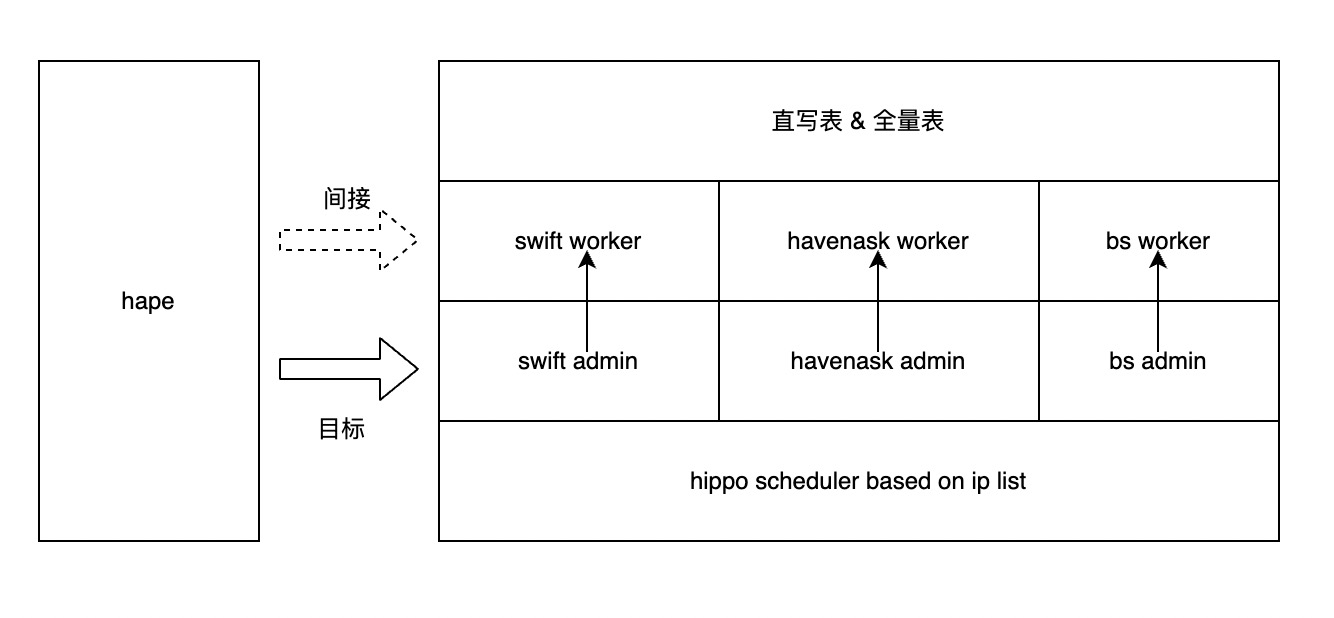 直写表 & 全量表
间接
swift worker
havenask worker
bs worker
hape
swift admin
havenask admin
bs admin
目标
hippo scheduler based on ip list